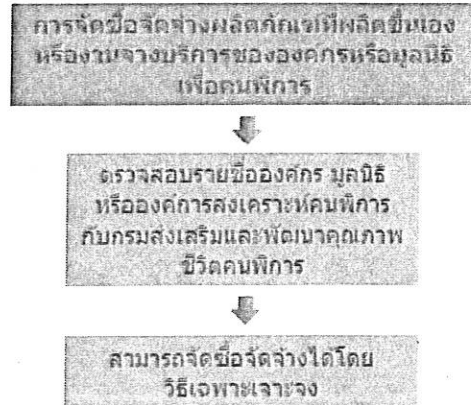 การจัดซื้อจัดจ้างผลิตภัณฑ์ที่ผลิตขึ้นเอง
หรืองานจ้างบริการขององค์กรหรือมูลนิธิ
เพื่อคนพิการ
ตรวจสอบรายชื่อองค์กร มูลนิธิ
หรือองค์การสงเคราะห์คนพิการ
กับกรมส่งเสริมและพัฒนาคุณภาพ
ชีวิตคนพิการ
สามารถจัดซื้อจัดจ้างได้โดย
วิธีเฉพาะเจาะจง